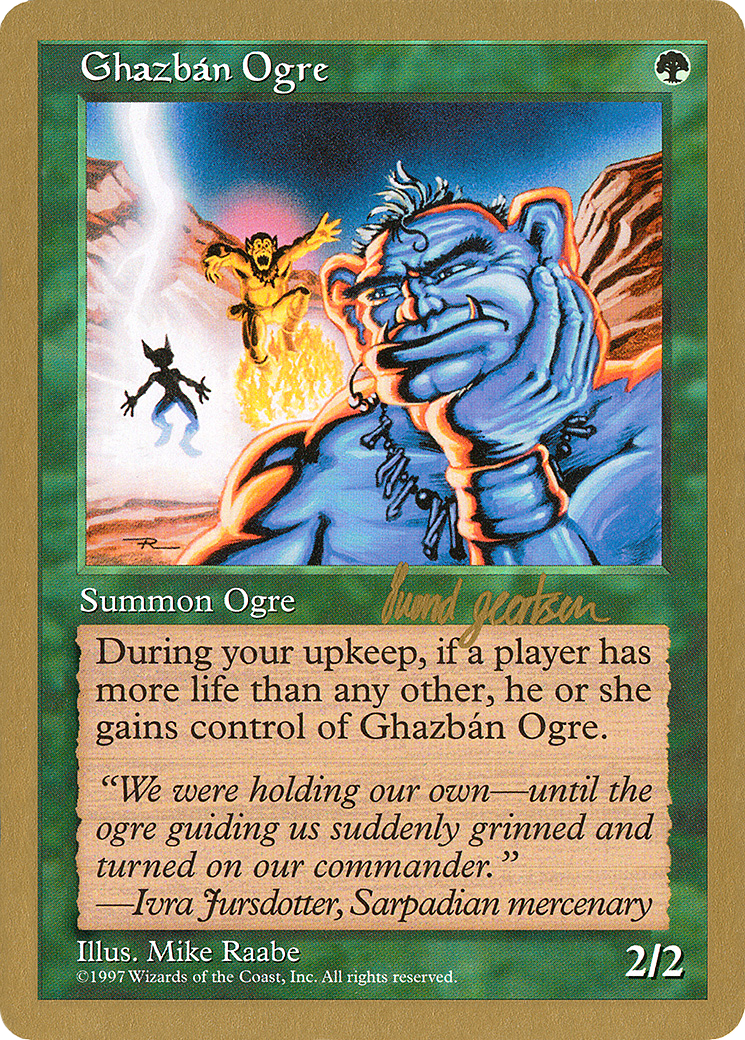 Ghazbán Ogre
Summon Ogre
During your upkeep, if a player has
more life than any other, he or she
gains control of Ghazbán Ogre.
“We were holding our own—until the
ogre guiding us suddenly grinned and
turned on our commander.”
—Ivra Jursdotter, Sarpadian mercenary
Illus. Mike Raabe
2/2
©1997 Wizards of the Coast, Inc. All rights reserved.